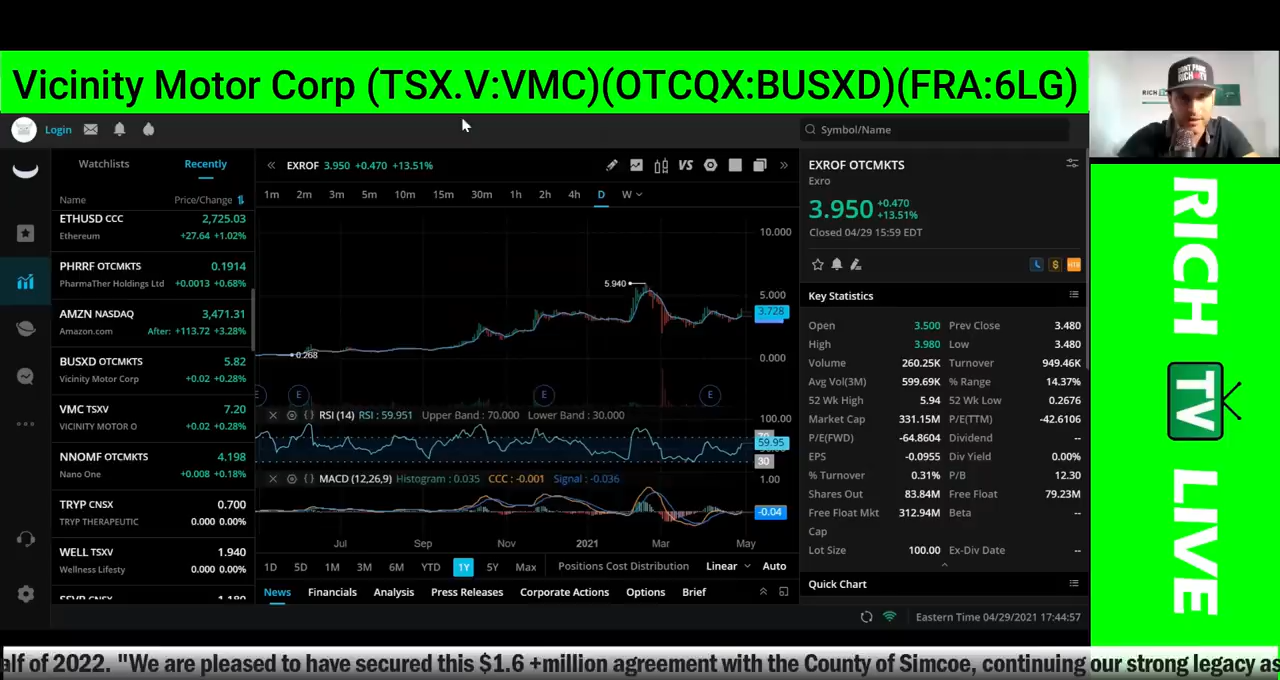 Vicinity Motor Corp (TSX.V:VMC)(OTCQX:BUSXD)(FRA:6LG)
Login
Symbol/Name
Watchlists
Recently
Name
Price/Change
ETHUSD CCC 2,725.03
Ethereum +27.64 +1.02%
PHRRF OTCMKTS 0.1914
PharmaTher Holdings Ltd +0.0013 +0.68%
AMZN NASDAQ 3,471.31
Amazon.com After: +113.72 +3.28%
BUSXD OTCMKTS 5.82
Vicinity Motor Corp +0.02 +0.28%
VMC TSXV 7.20
VICINITY MOTOR O +0.02 +0.28%
NNOMF OTCMKTS 4.198
Nano One +0.008 +0.18%
TRYP CNSX 0.700
TRYP THERAPEUTIC 0.000 0.00%
WELL TSXV 1.940
Wellness Lifesty 0.000 0.00%
EXROF 3.950 +0.470 +13.51%
VS
1m 2m 3m 5m 10m 15m 30m 1h 2h 4h D W
10.000
5.940
5.000
3.728
0.268
0.000
E E E E
RSI (14) RSI : 59.951 Upper Band : 70.000 Lower Band : 30.000
100.00
70
59.95
30
MACD (12,26,9) Histogram : 0.035 CCC : -0.001 Signal : -0.036
1.00
-0.04
Jul Sep Nov 2021 Mar May
1D 5D 1M 3M 6M YTD 1Y 5Y Max Positions Cost Distribution Linear Auto
News Financials Analysis Press Releases Corporate Actions Options Brief
EXROF OTCMKTS
Exro
3.950 +0.470
+13.51%
Closed 04/29 15:59 EDT
Key Statistics
Open 3.500 Prev Close 3.480
High 3.980 Low 3.480
Volume 260.25K Turnover 949.46K
Avg Vol(3M) 599.69K % Range 14.37%
52 Wk High 5.94 52 Wk Low 0.2676
Market Cap 331.15M P/E(TTM) -42.6106
P/E(FWD) -64.8604 Dividend --
EPS -0.0955 Div Yield 0.00%
% Turnover 0.31% P/B 12.30
Shares Out 83.84M Free Float 79.23M
Free Float Mkt Cap 312.94M Beta --
Lot Size 100.00 Ex-Div Date --
Quick Chart
Eastern Time 04/29/2021 17:44:57
RICH
TV
LIVE
alf of 2022. "We are pleased to have secured this $1.6 +million agreement with the County of Simcoe, continuing our strong legacy as